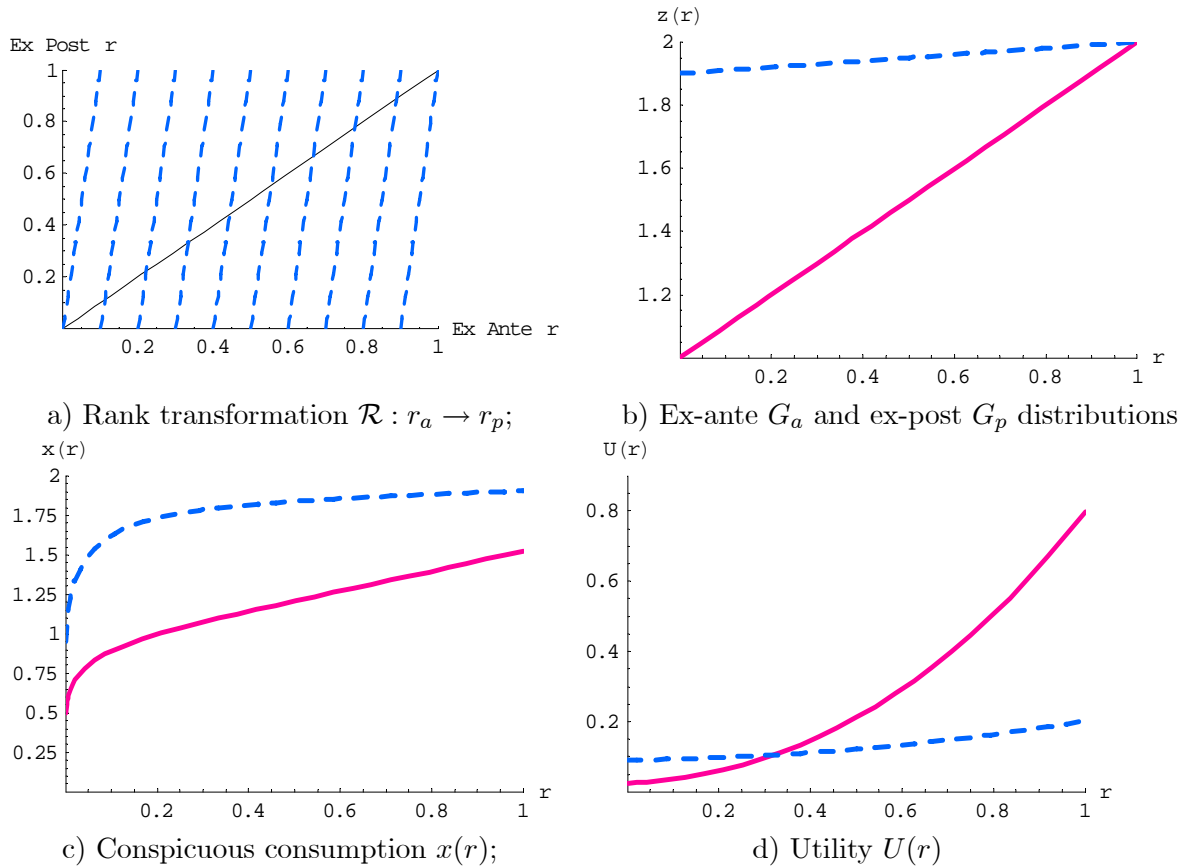 Ex Post r
1
0.8
0.6
0.4
0.2
0.2 0.4 0.6 0.8 1
Ex Ante r
a) Rank transformation R : r_a → r_p;
z(r)
2
1.8
1.6
1.4
1.2
0.2 0.4 0.6 0.8 1
r
b) Ex-ante G_a and ex-post G_p distributions
x(r)
2
1.75
1.5
1.25
1
0.75
0.5
0.25
0.2 0.4 0.6 0.8 1
r
c) Conspicuous consumption x(r);
U(r)
0.8
0.6
0.4
0.2
0.2 0.4 0.6 0.8 1
r
d) Utility U(r)